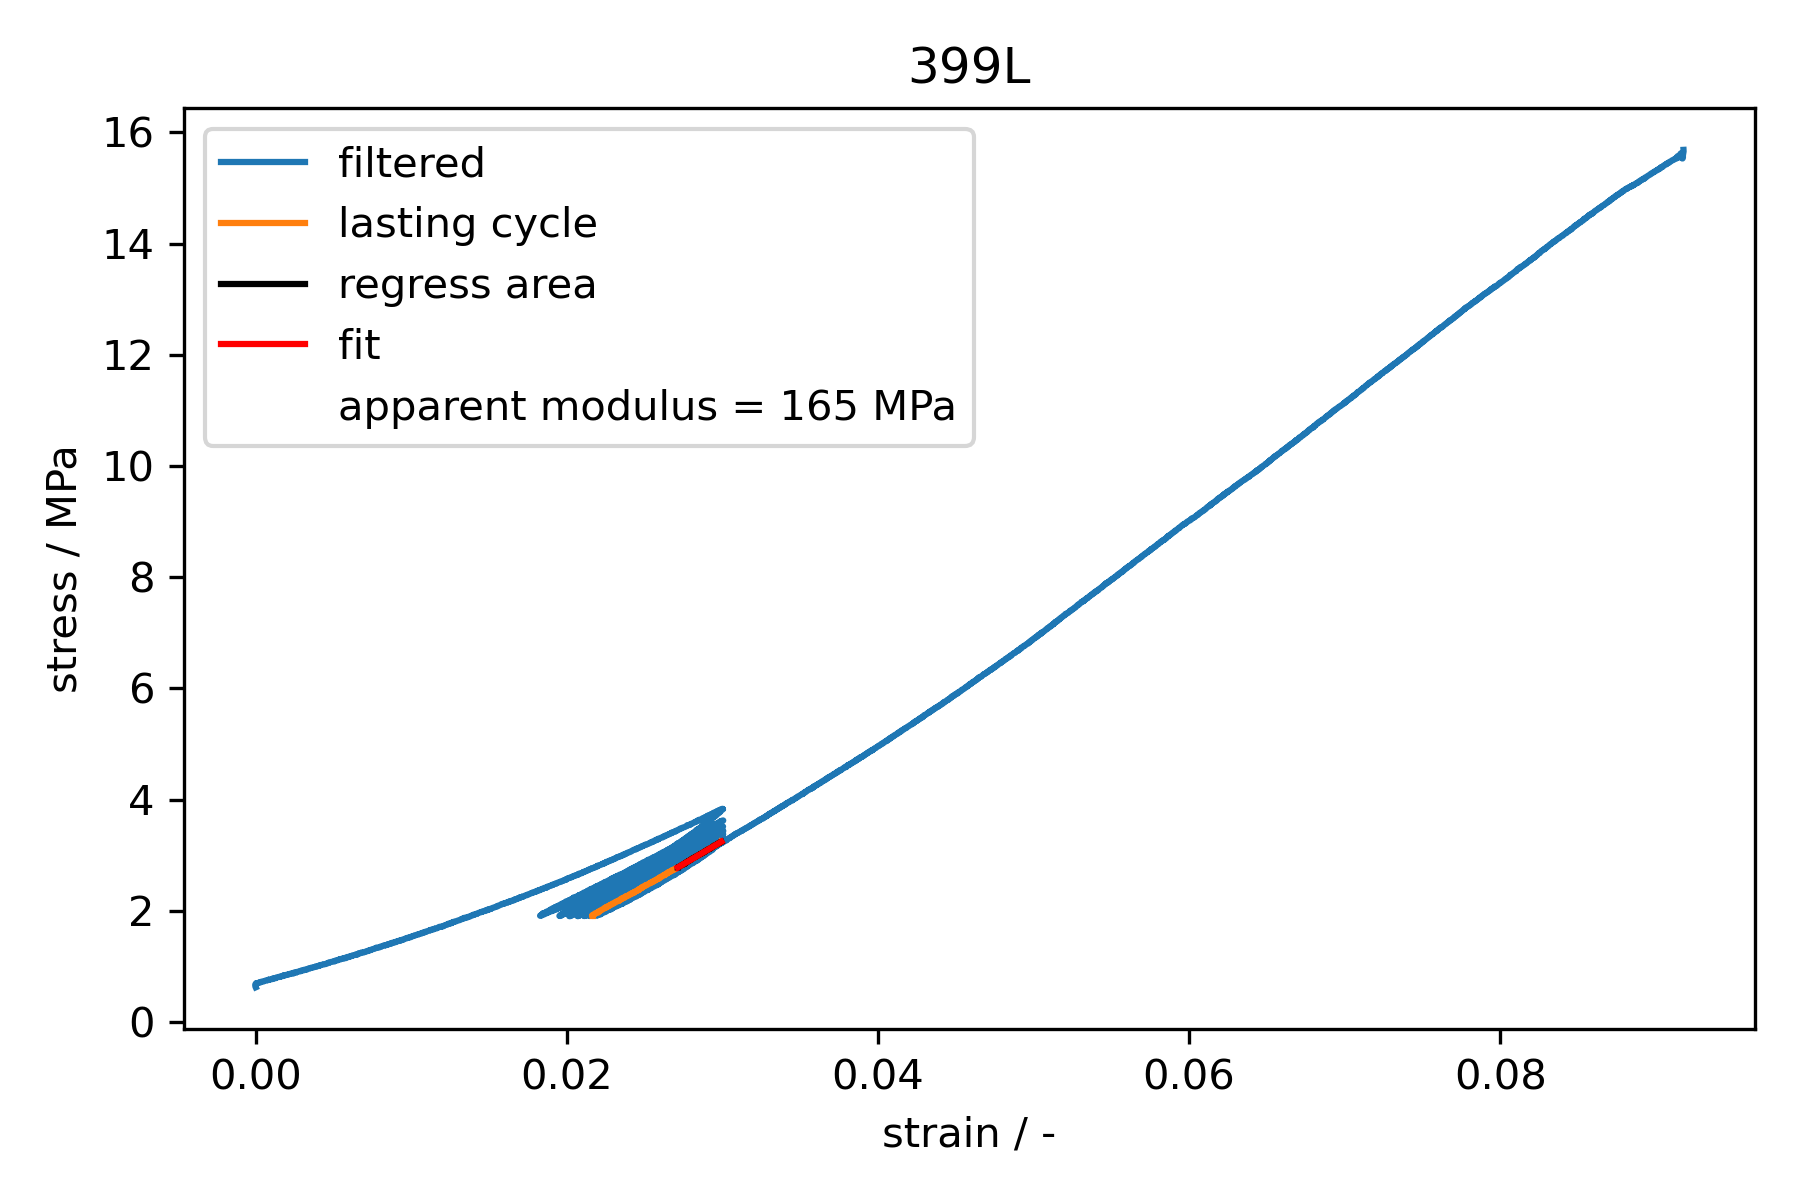 399L
16
14
12
10
8
6
4
2
0
stress / MPa
filtered
lasting cycle
regress area
fit
apparent modulus = 165 MPa
0.00 0.02 0.04 0.06 0.08
strain / -